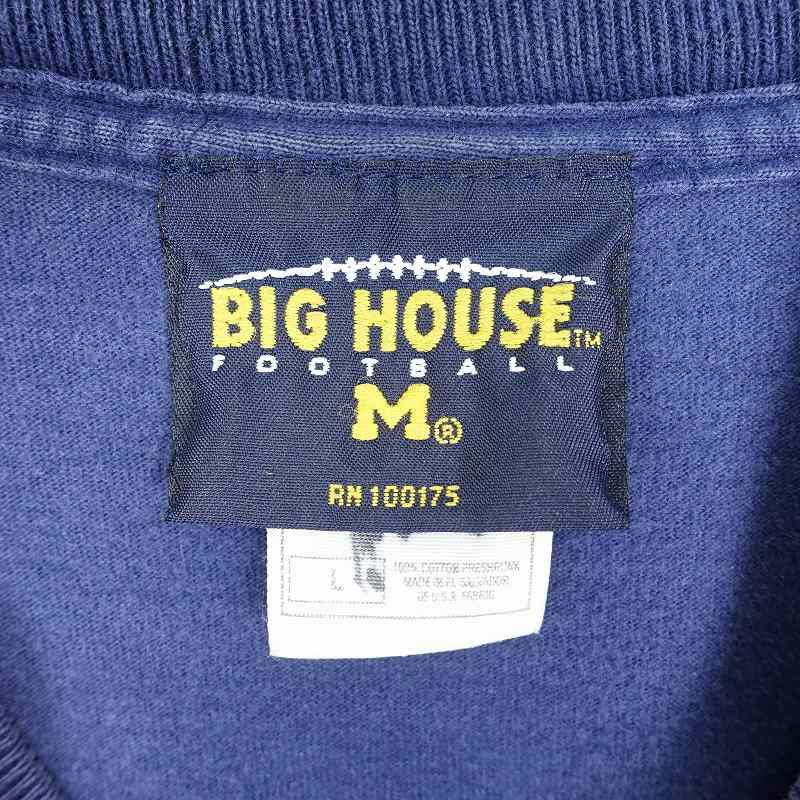 BIG HOUSE™
FOOTBALL
M®
RN 100175
L
100% COTTON PRESHRUNK
MADE IN EL SALVADOR
OF U.S.A. FABRIC